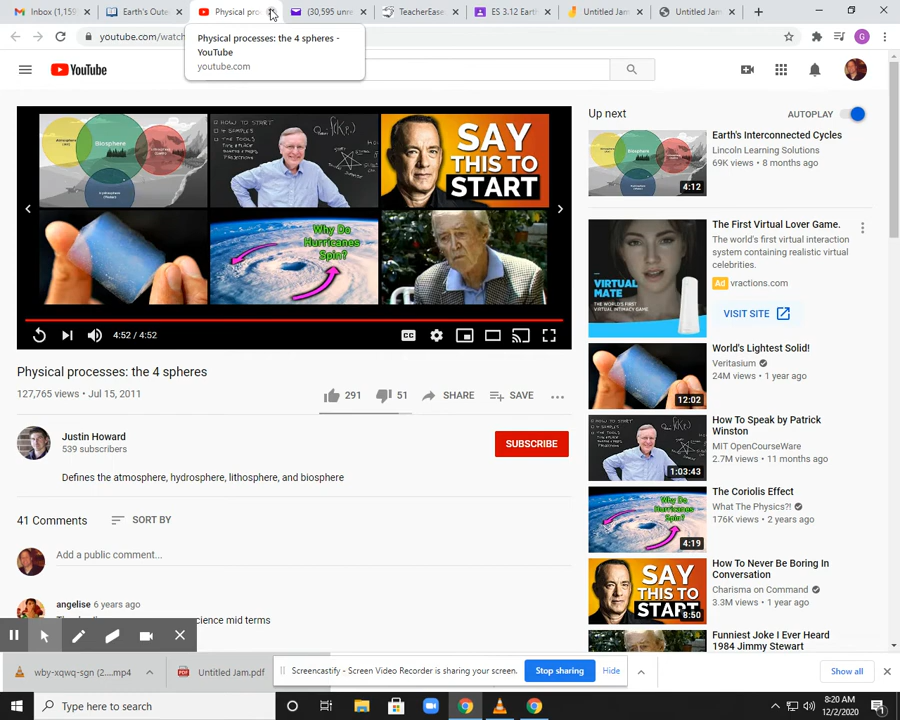 Inbox (1,159
Earth's Oute
Physical pro
(30,595 unre
TeacherEase
ES 3.12 Eart
Untitled Jam
Untitled Jam
youtube.com/watch
Physical processes: the 4 spheres -
YouTube
youtube.com
G
YouTube
Biosphere
HOW TO START
SAY
THIS TO
START
Why Do
Hurricanes
Spin?
4:52 / 4:52
CC
Physical processes: the 4 spheres
127,765 views • Jul 15, 2011
291
51
SHARE
SAVE
Justin Howard
539 subscribers
SUBSCRIBE
Defines the atmosphere, hydrosphere, lithosphere, and biosphere
41 Comments
SORT BY
Add a public comment...
angelise 6 years ago
cience mid terms
Up next
AUTOPLAY
Earth's Interconnected Cycles
Lincoln Learning Solutions
69K views • 8 months ago
4:12
The First Virtual Lover Game.
The world's first virtual interaction
system containing realistic virtual
celebrities.
Ad vractions.com
VISIT SITE
VIRTUAL
MATE
THE WORLD'S FIRST
VIRTUAL INTIMACY GAME
World's Lightest Solid!
Veritasium
24M views • 1 year ago
12:02
How To Speak by Patrick
Winston
MIT OpenCourseWare
2.7M views • 11 months ago
1:03:43
The Coriolis Effect
What The Physics?!
176K views • 2 years ago
Why Do
Hurricanes
Spin?
4:19
How To Never Be Boring In
Conversation
Charisma on Command
3.3M views • 1 year ago
SAY
THIS TO
START
8:50
Funniest Joke I Ever Heard
1984 Jimmy Stewart
wby-xqwq-sgn (2....mp4
Untitled Jam.pdf
Screencastify - Screen Video Recorder is sharing your screen.
Stop sharing
Hide
Show all
Type here to search
8:20 AM
12/2/2020
1